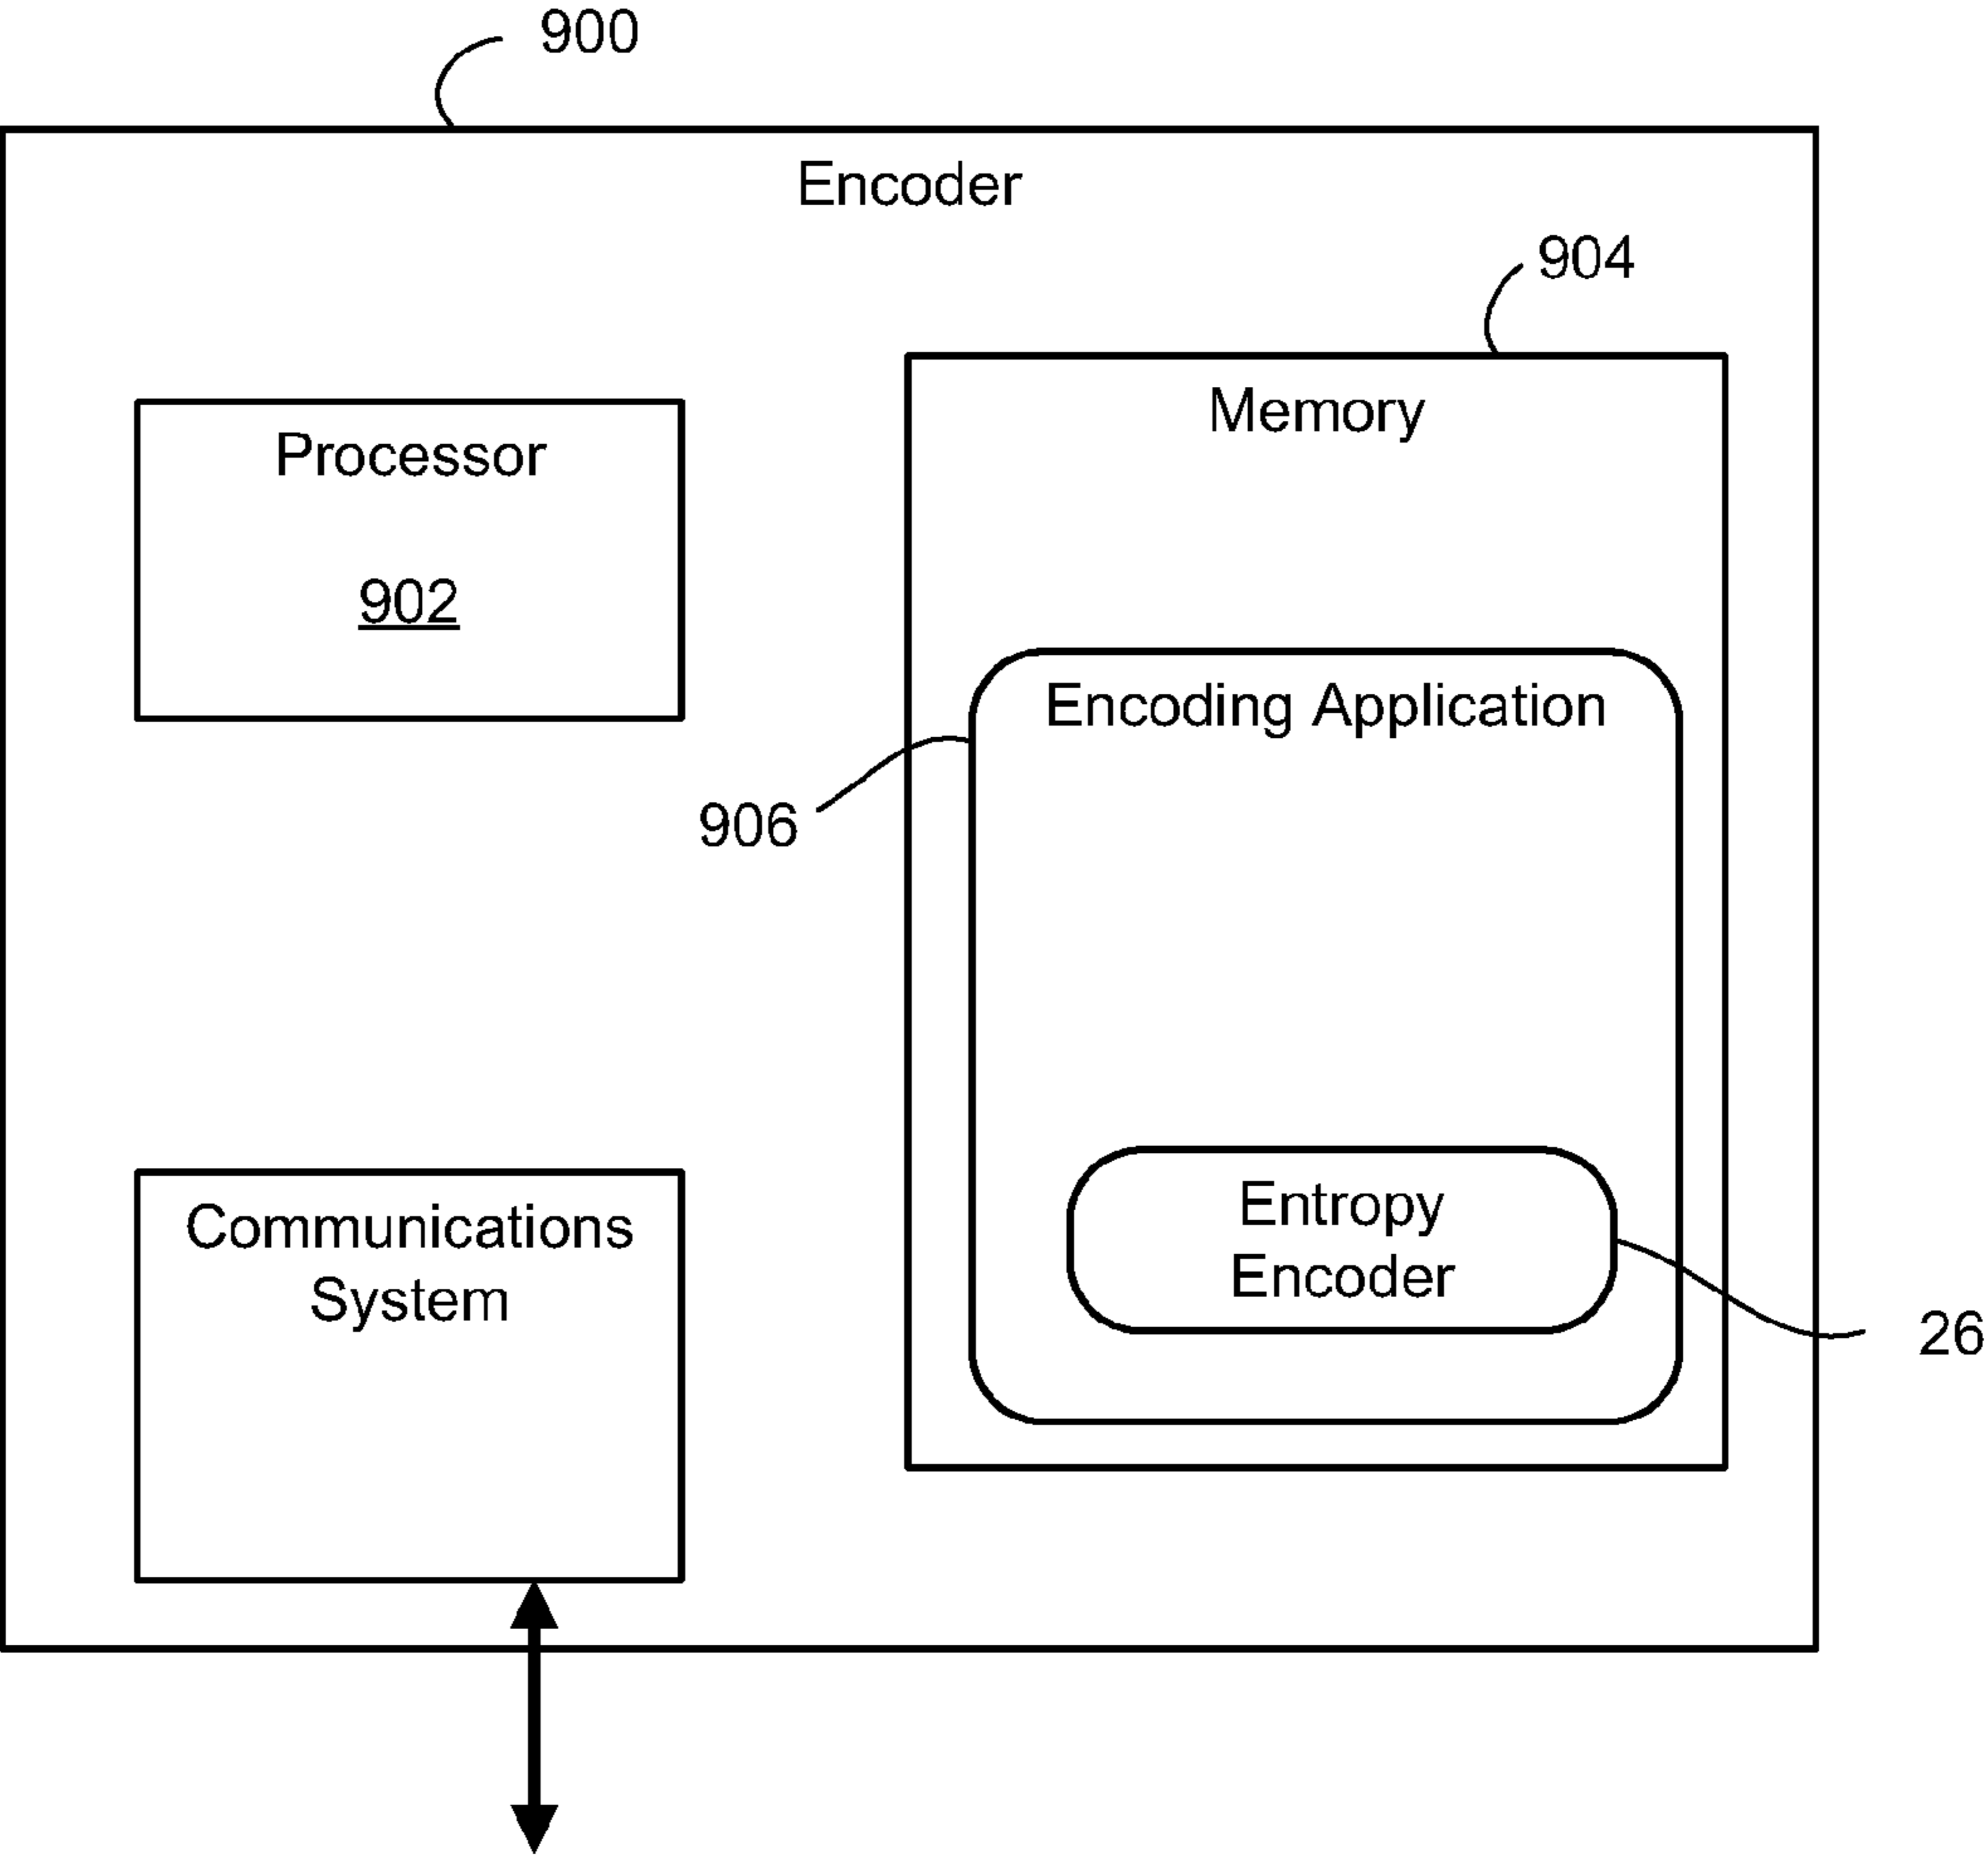 900
Encoder
904
Memory
Processor
902
Encoding Application
906
Communications
System
Entropy
Encoder
26